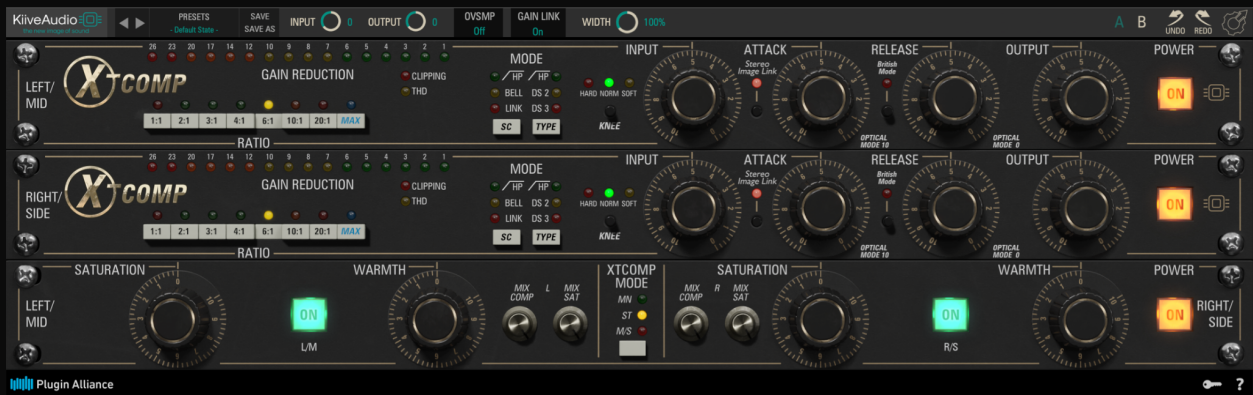 KiiveAudio
the new image of sound
PRESETS
- Default State -
SAVE
SAVE AS
INPUT 0
OUTPUT 0
OVSMP
Off
GAIN LINK
On
WIDTH 100%
A B
UNDO REDO
LEFT/
MID
XTCOMP
26 23 20 17 14 12 10 9 8 7 6 5 4 3 2 1
GAIN REDUCTION
CLIPPING
THD
1:1 2:1 3:1 4:1 6:1 10:1 20:1 MAX
RATIO
MODE
HP HP
BELL DS 2
LINK DS 3
SC TYPE
HARD NORM SOFT
KNEE
INPUT
ATTACK
Stereo
Image Link
RELEASE
British
Mode
OPTICAL
MODE 10
OUTPUT
OPTICAL
MODE 0
POWER
ON
RIGHT/
SIDE
XTCOMP
26 23 20 17 14 12 10 9 8 7 6 5 4 3 2 1
GAIN REDUCTION
CLIPPING
THD
1:1 2:1 3:1 4:1 6:1 10:1 20:1 MAX
RATIO
MODE
HP HP
BELL DS 2
LINK DS 3
SC TYPE
HARD NORM SOFT
KNEE
INPUT
ATTACK
Stereo
Image Link
RELEASE
British
Mode
OPTICAL
MODE 10
OUTPUT
OPTICAL
MODE 0
POWER
ON
LEFT/
MID
SATURATION
ON
L/M
WARMTH
MIX
COMP
L
MIX
SAT
XTCOMP
MODE
MN
ST
M/S
MIX
COMP
R
MIX
SAT
SATURATION
ON
R/S
WARMTH
POWER
ON
RIGHT/
SIDE
Plugin Alliance
?